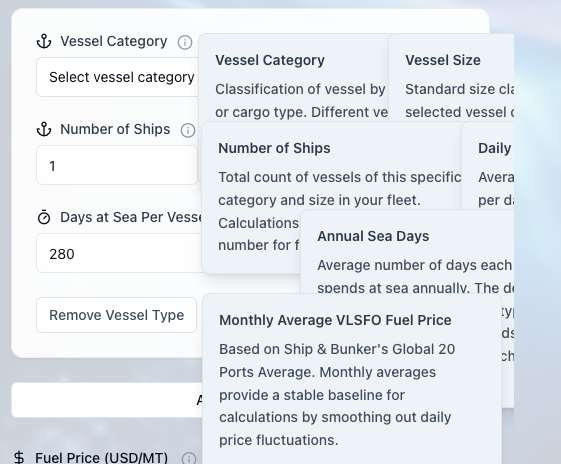 Vessel Category
Select vessel category
Vessel Category
Classification of vessel by
or cargo type. Different ve
Vessel Size
Standard size cla
selected vessel c
Number of Ships
1
Number of Ships
Total count of vessels of this specific
category and size in your fleet.
Calculations
number for f
Daily
Avera
per da
Days at Sea Per Vesse
280
Annual Sea Days
Average number of days each
spends at sea annually. The de
typ
ds
ch
Remove Vessel Type
Monthly Average VLSFO Fuel Price
Based on Ship & Bunker's Global 20
Ports Average. Monthly averages
provide a stable baseline for
calculations by smoothing out daily
price fluctuations.
A
Fuel Price (USD/MT)